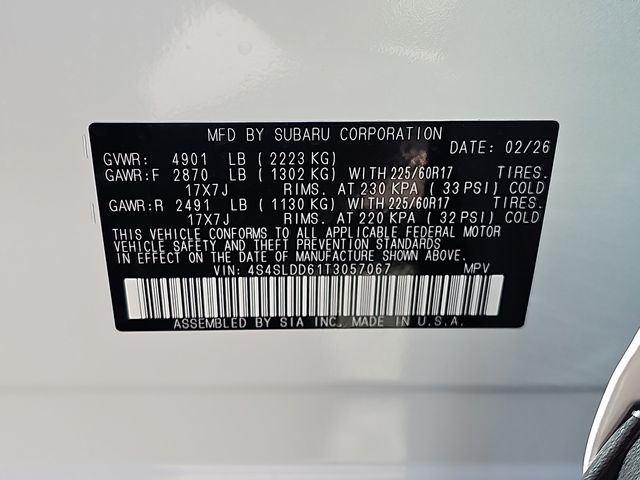 MFD BY SUBARU CORPORATION
DATE: 02/26
GVWR: 4901 LB ( 2223 KG)
GAWR:F 2870 LB ( 1302 KG) WITH 225/60R17 TIRES.
17X7J RIMS. AT 230 KPA ( 33 PSI) COLD
GAWR:R 2491 LB ( 1130 KG) WITH 225/60R17 TIRES.
17X7J RIMS. AT 220 KPA ( 32 PSI) COLD
THIS VEHICLE CONFORMS TO ALL APPLICABLE FEDERAL MOTOR
VEHICLE SAFETY AND THEFT PREVENTION STANDARDS
IN EFFECT ON THE DATE OF MANUFACTURE SHOWN ABOVE.
VIN: 4S4SLDD61T3057067 MPV
ASSEMBLED BY SIA INC. MADE IN U.S.A.